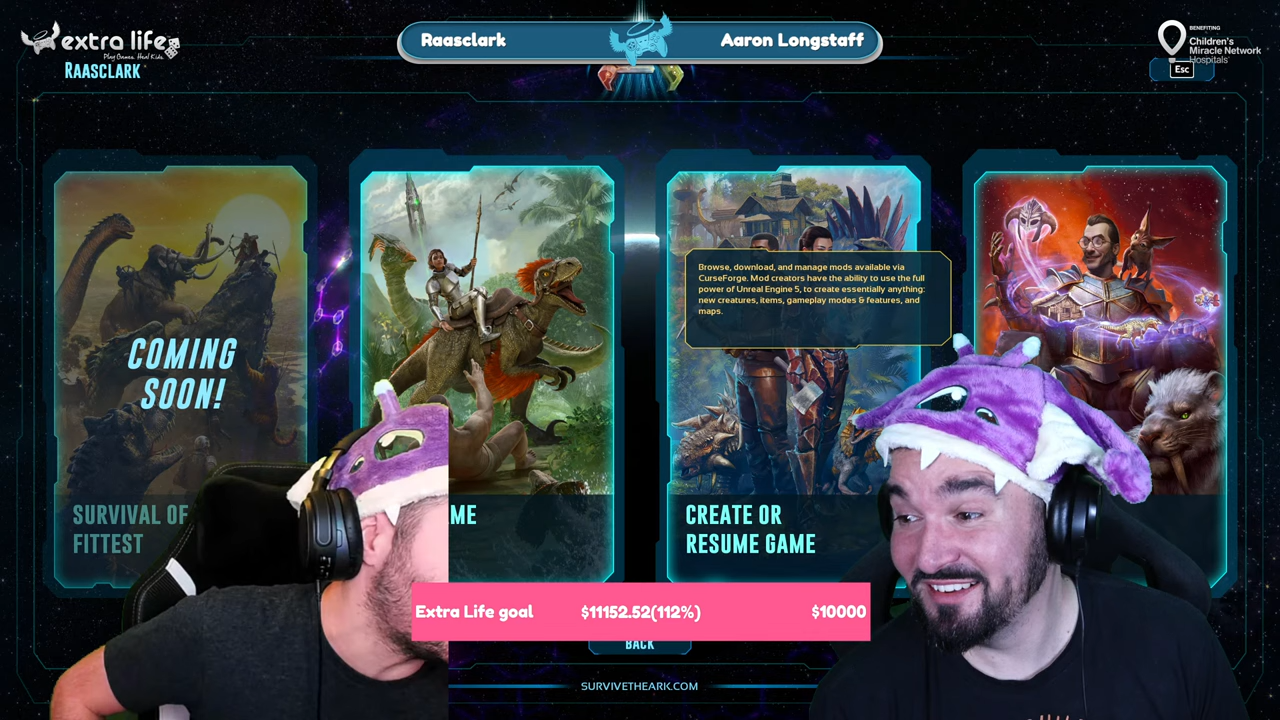 extra life
Play Games. Heal Kids.
RAASCLARK
Raasclark
Aaron Longstaff
BENEFITING
Children's
Miracle Network
Hospitals
Esc
COMING
SOON!
Browse, download, and manage mods available via
CurseForge. Mod creators have the ability to use the full
power of Unreal Engine 5, to create essentially anything:
new creatures, items, gameplay modes & features, and
maps.
SURVIVAL OF
FITTEST
ME
CREATE OR
RESUME GAME
Extra Life goal $11152.52(112%) $10000
BACK
SURVIVETHEARK.COM